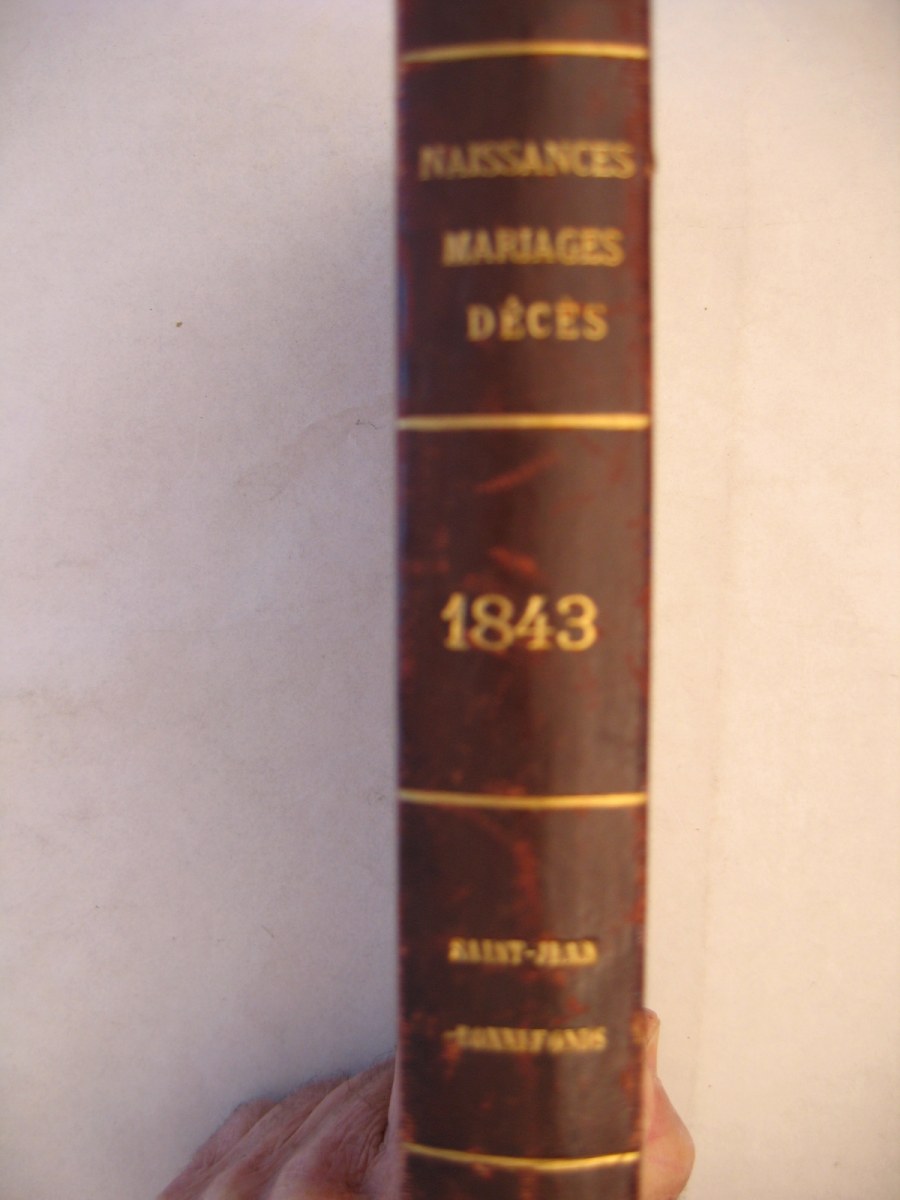 NAISSANCES
MARIAGES
DÉCÈS
1843
SAINT-JEAN
-BONNEFONDS